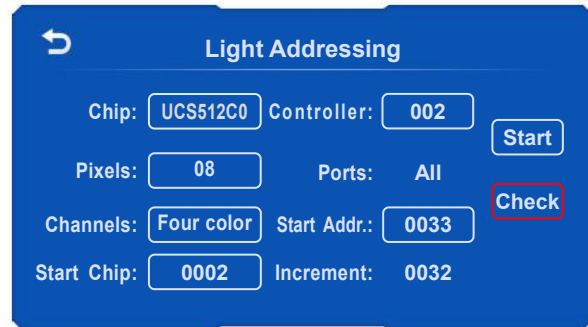 Light Addressing
Chip: UCS512C0 Controller: 002
Start
Pixels: 08 Ports: All
Check
Channels: Four color Start Addr.: 0033
Start Chip: 0002 Increment: 0032